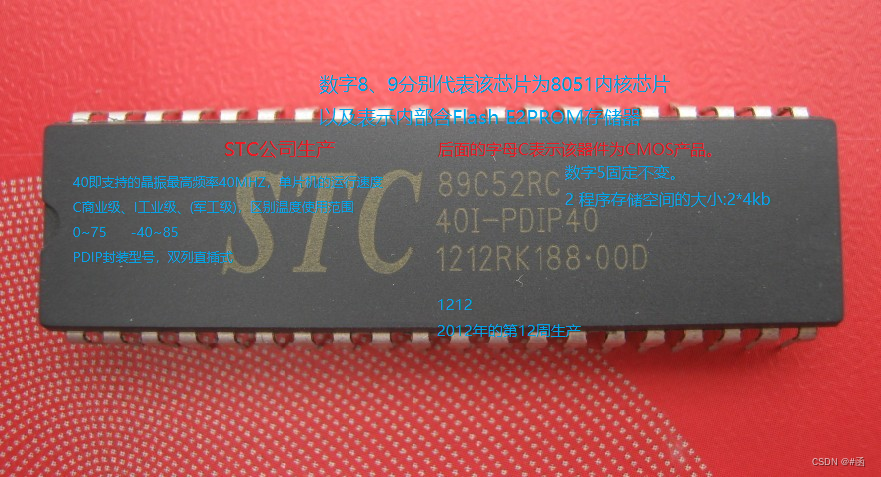 数字8、9分别代表该芯片为8051内核芯片
以及表示内部含Flash E2PROM存储器
STC公司生产
后面的字母C表示该器件为CMOS产品。
40即支持的晶振最高频率40MHZ、单片机的运行速度
C商业级、I工业级、(军工级)，区别温度使用范围
0~75 -40~85
PDIP封装型号，双列直插式
STC
89C52RC
40I-PDIP40
1212RK188·00D
数字5固定不变。
2 程序存储空间的大小:2*4kb
1212
2012年的第12周生产
CSDN @#函